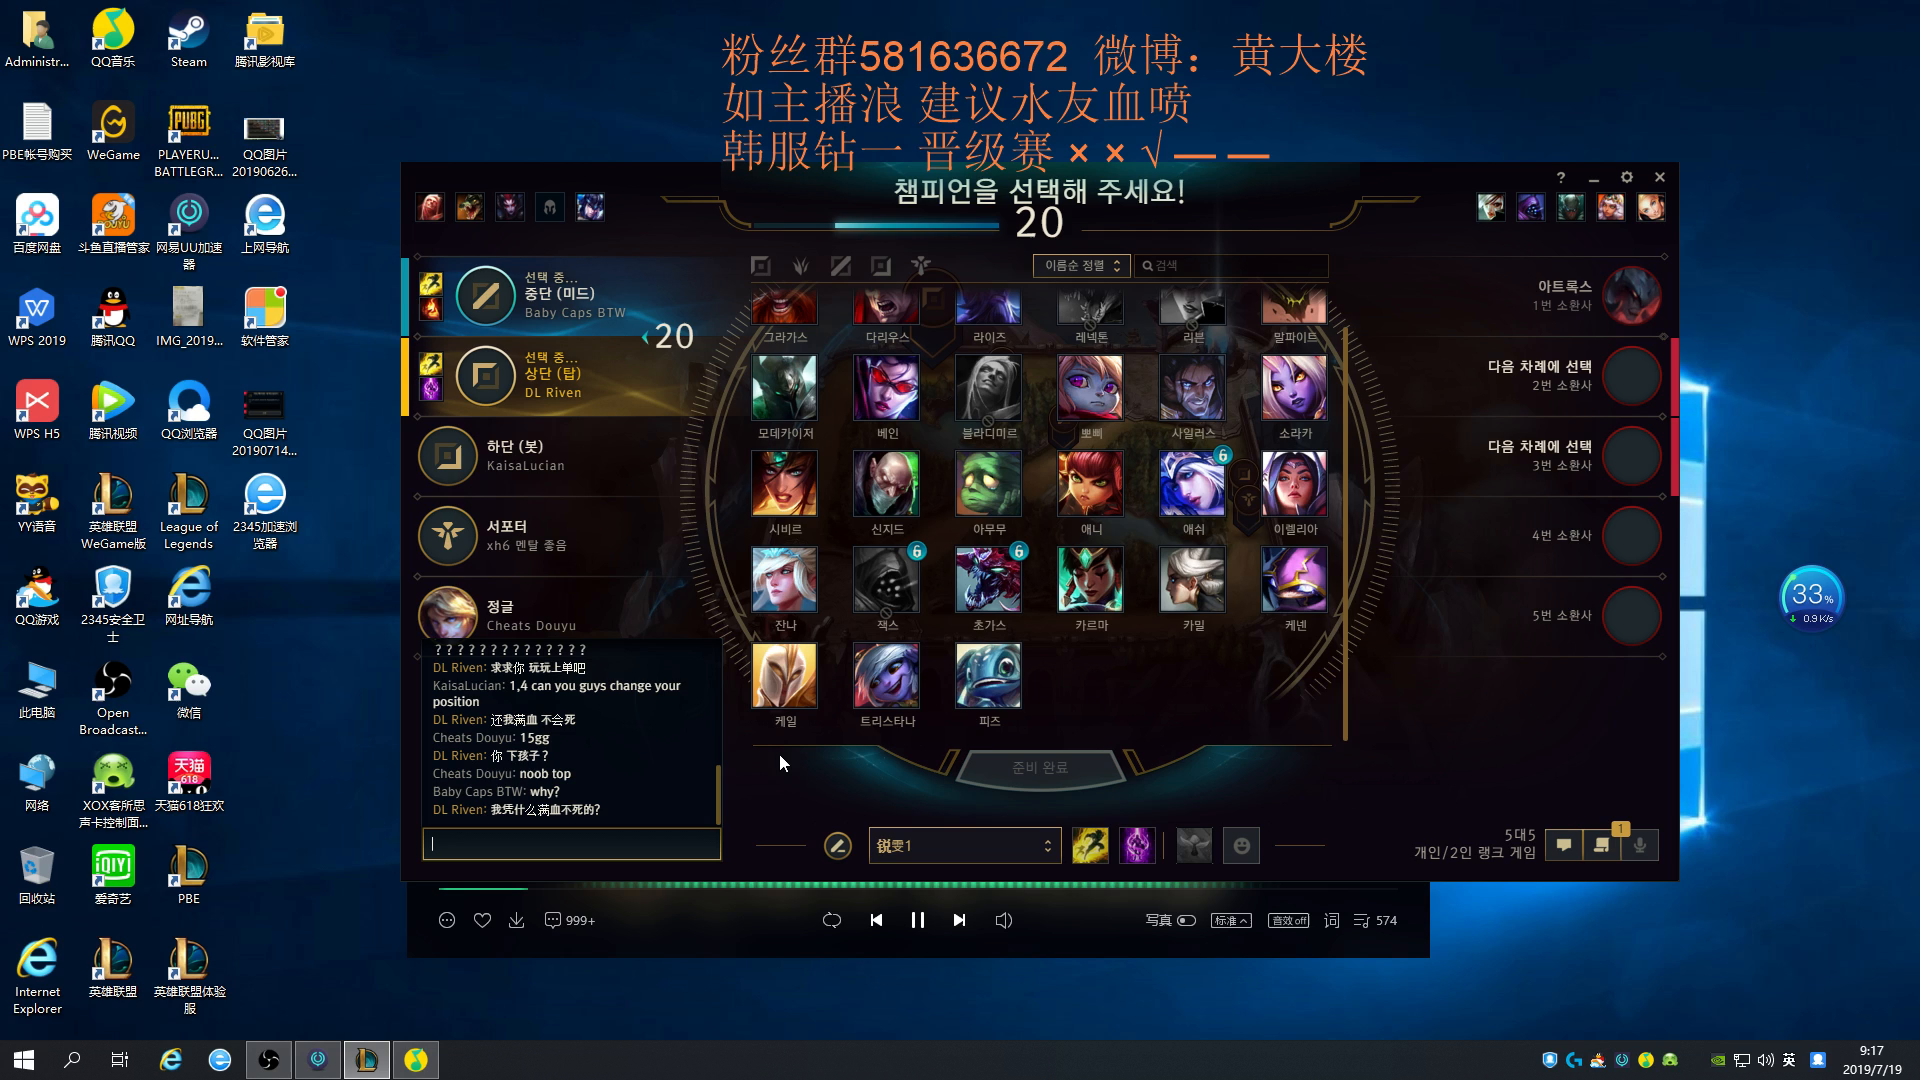 粉丝群581636672 微博：黄大楼
如主播浪 建议水友血喷
韩服钻一 晋级赛 × × √ — —
Administr...
QQ音乐
Steam
腾讯影视库
PBE帐号购买
WeGame
PLAYERU...
BATTLEGR...
QQ图片
20190626...
百度网盘
斗鱼直播管家
网易UU加速
器
上网导航
WPS 2019
腾讯QQ
IMG_2019...
软件管家
WPS H5
腾讯视频
QQ浏览器
QQ图片
20190714...
YY语音
英雄联盟
WeGame版
League of
Legends
2345加速浏
览器
QQ游戏
2345安全卫
士
网址导航
此电脑
Open
Broadcast...
微信
网络
XOX客所思
声卡控制面...
天猫618狂欢
回收站
爱奇艺
PBE
Internet
Explorer
英雄联盟
英雄联盟体验
服
챔피언을 선택해 주세요!
20
선택 중...
중단 (미드)
Baby Caps BTW
20
선택 중...
상단 (탑)
DL Riven
하단 (봇)
KaisaLucian
서포터
xh6 멘탈 좋음
정글
Cheats Douyu
이름순 정렬
검색
그라가스
다리우스
라이즈
레넥톤
리븐
말파이트
모데카이저
베인
블라디미르
뽀삐
사일러스
소라카
6
시비르
신지드
아무무
애니
애쉬
이렐리아
6
6
잔나
잭스
초가스
카르마
카밀
케넨
케일
트리스타나
피즈
아트록스
1번 소환사
다음 차례에 선택
2번 소환사
다음 차례에 선택
3번 소환사
4번 소환사
5번 소환사
? ? ? ? ? ? ? ? ? ? ? ? ? ?
DL Riven: 求求你 玩玩上单吧
KaisaLucian: 1,4 can you guys change your
position
DL Riven: 还我满血 不会死
Cheats Douyu: 15gg
DL Riven: 你 下孩子？
Cheats Douyu: noob top
Baby Caps BTW: why?
DL Riven: 我凭什么满血不死的?
준비 완료
锐雯1
5대5
개인/2인 랭크 게임
1
999+
写真
标准
音效off
词
574
33%
0.9K/s
英
9:17
2019/7/19